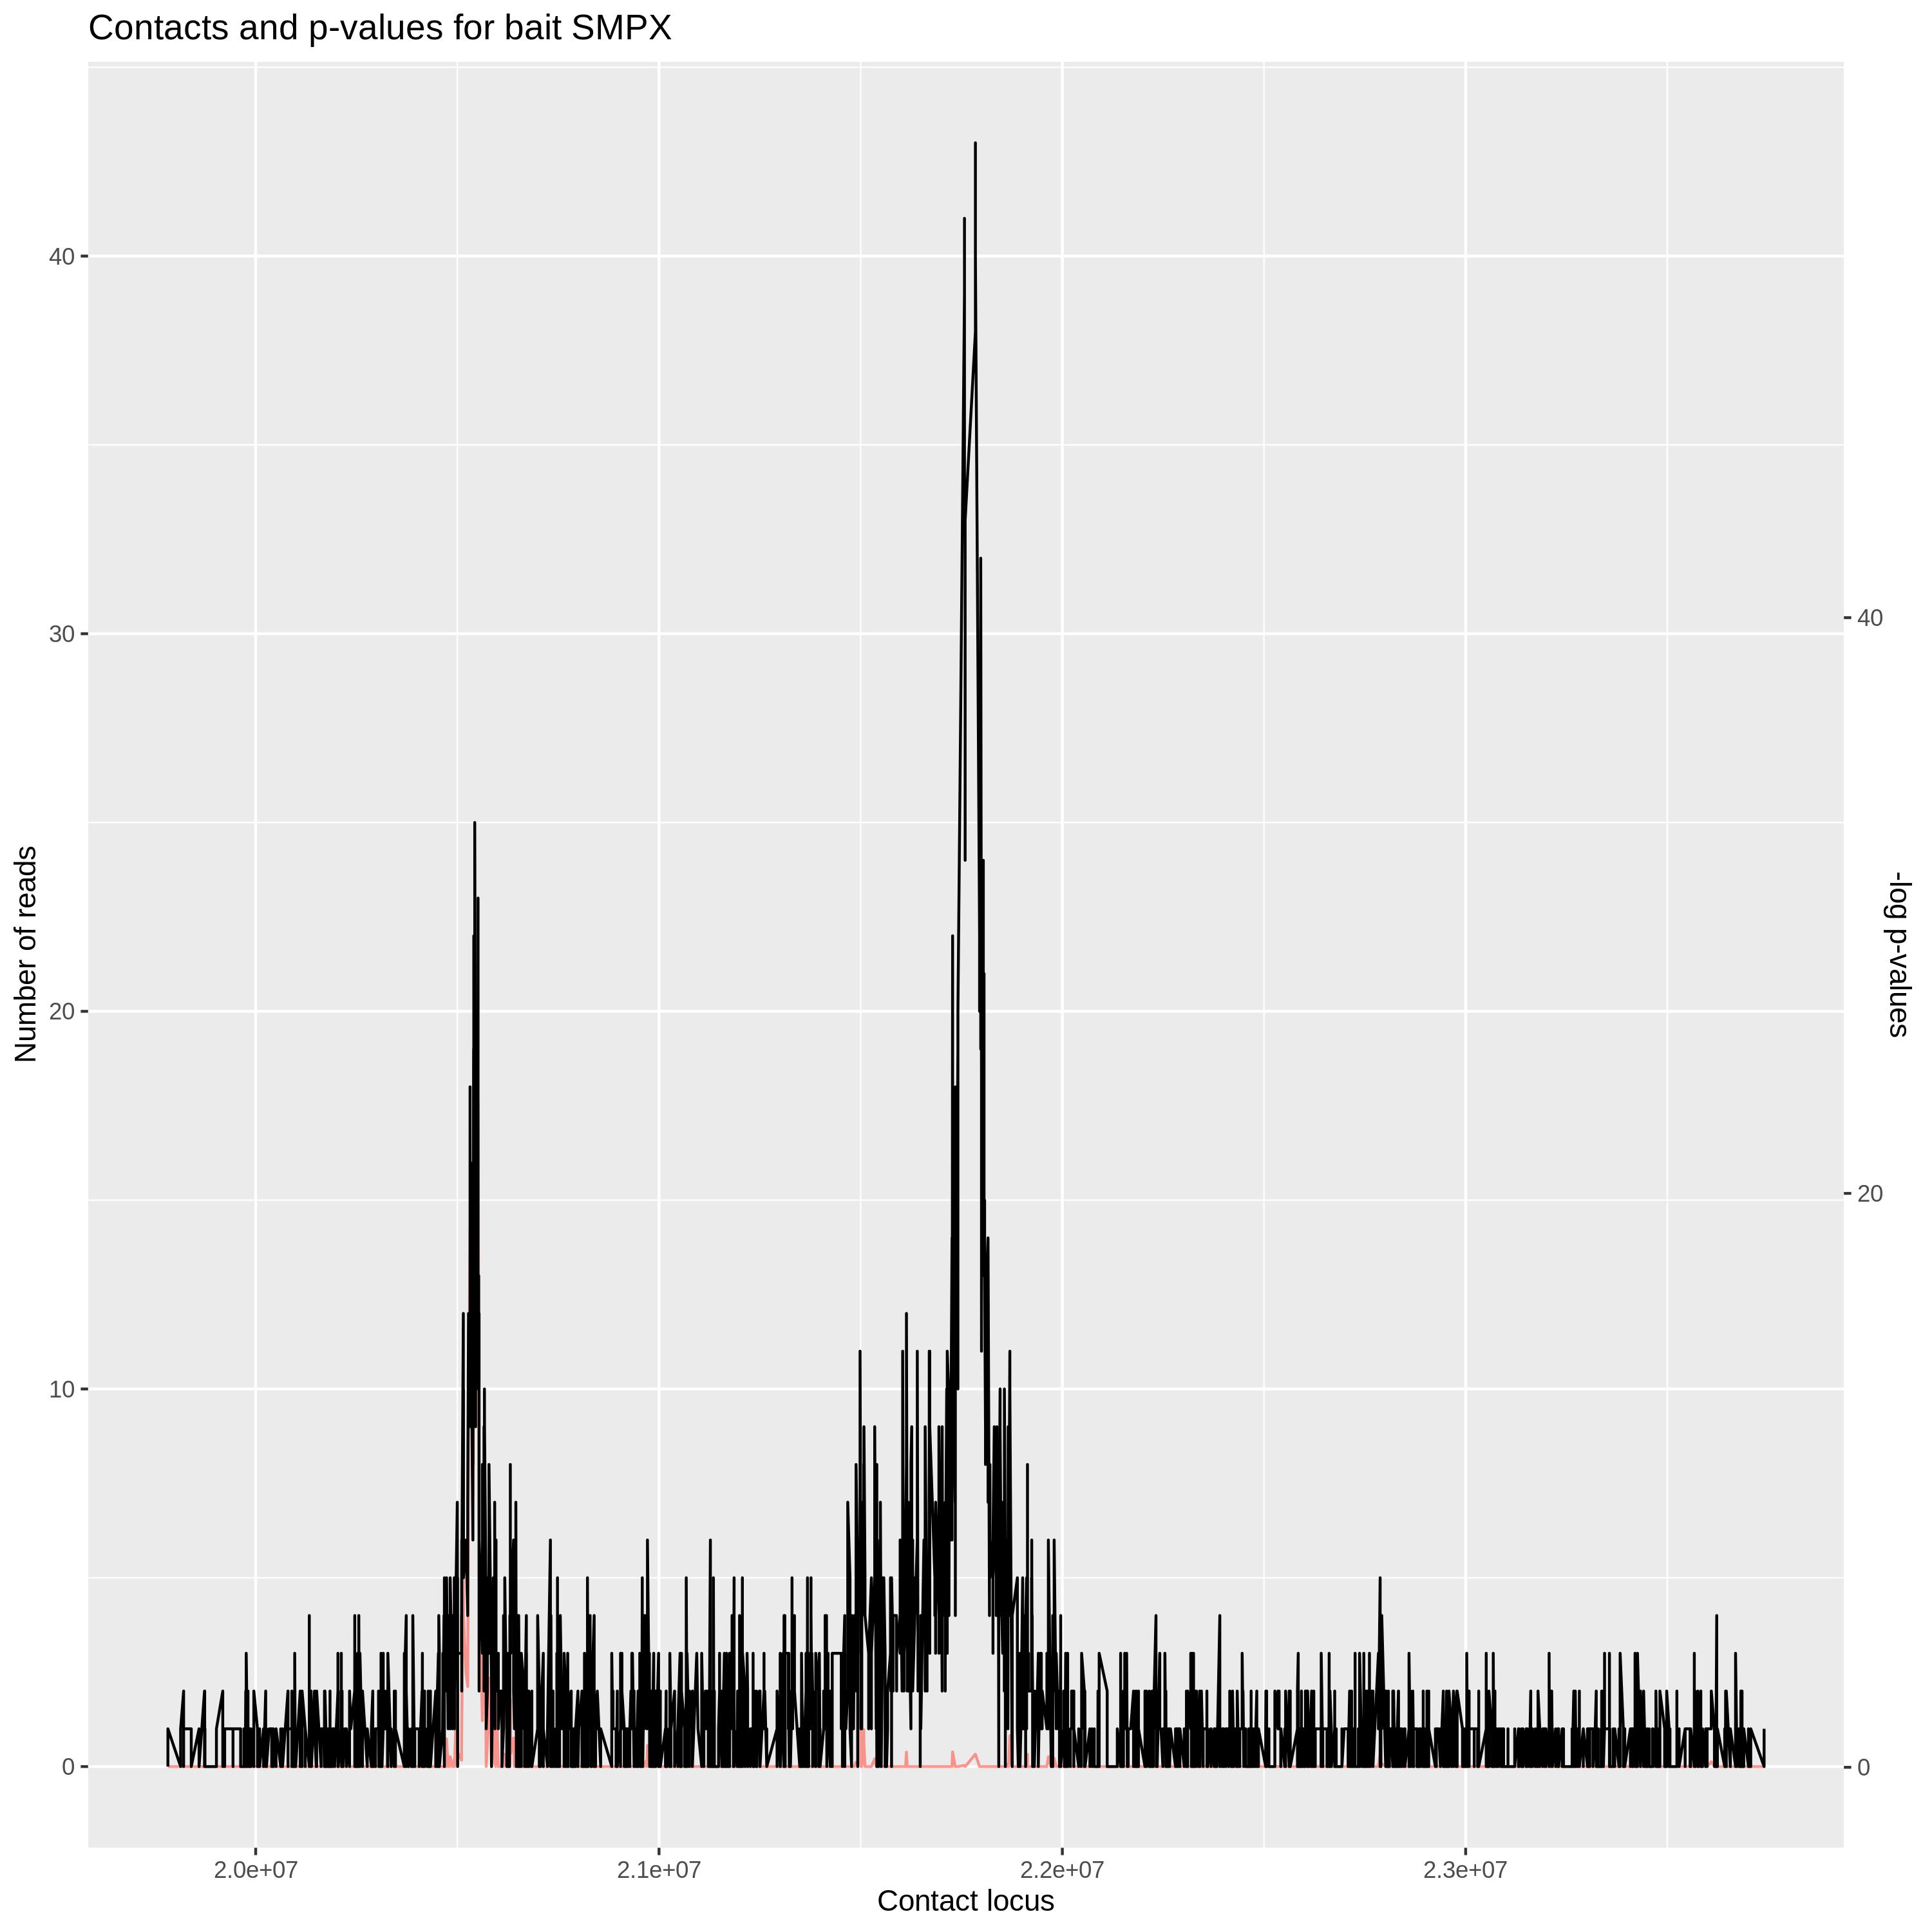 Contacts and p-values for bait SMPX
Number of reads
40
30
20
10
0
40
20
0
-log p-values
2.0e+07
2.1e+07
2.2e+07
2.3e+07
Contact locus